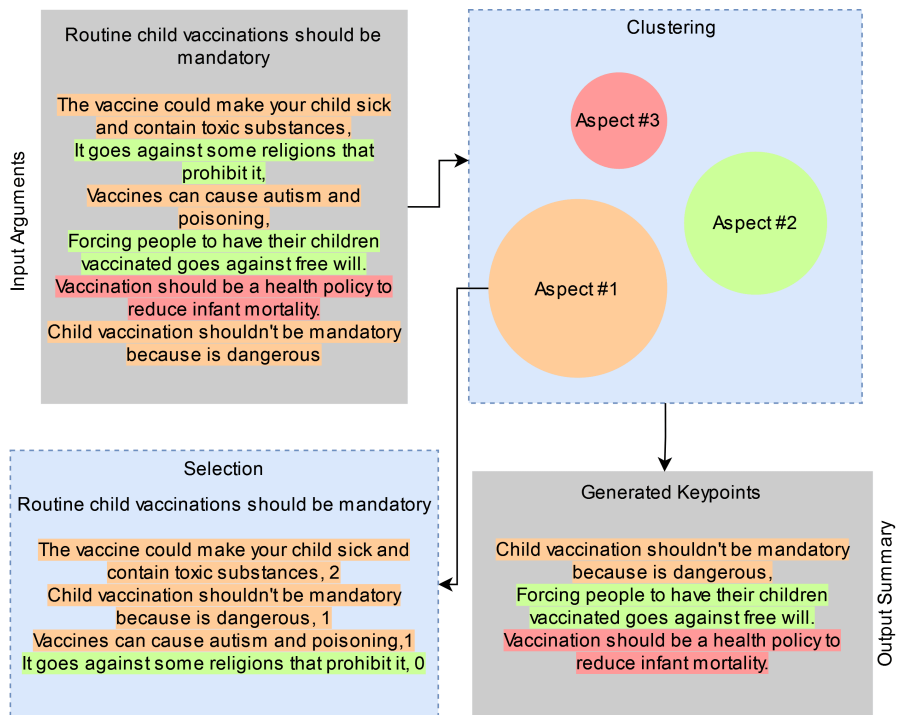 Input Arguments
Routine child vaccinations should be
mandatory
The vaccine could make your child sick
and contain toxic substances,
It goes against some religions that
prohibit it,
Vaccines can cause autism and
poisoning,
Forcing people to have their children
vaccinated goes against free will.
Vaccination should be a health policy to
reduce infant mortality.
Child vaccination shouldn't be mandatory
because is dangerous
Clustering
Aspect #3
Aspect #2
Aspect #1
Selection
Routine child vaccinations should be mandatory
The vaccine could make your child sick and
contain toxic substances, 2
Child vaccination shouldn't be mandatory
because is dangerous, 1
Vaccines can cause autism and poisoning,1
It goes against some religions that prohibit it, 0
Generated Keypoints
Child vaccination shouldn't be mandatory
because is dangerous,
Forcing people to have their children
vaccinated goes against free will.
Vaccination should be a health policy to
reduce infant mortality.
Output Summary